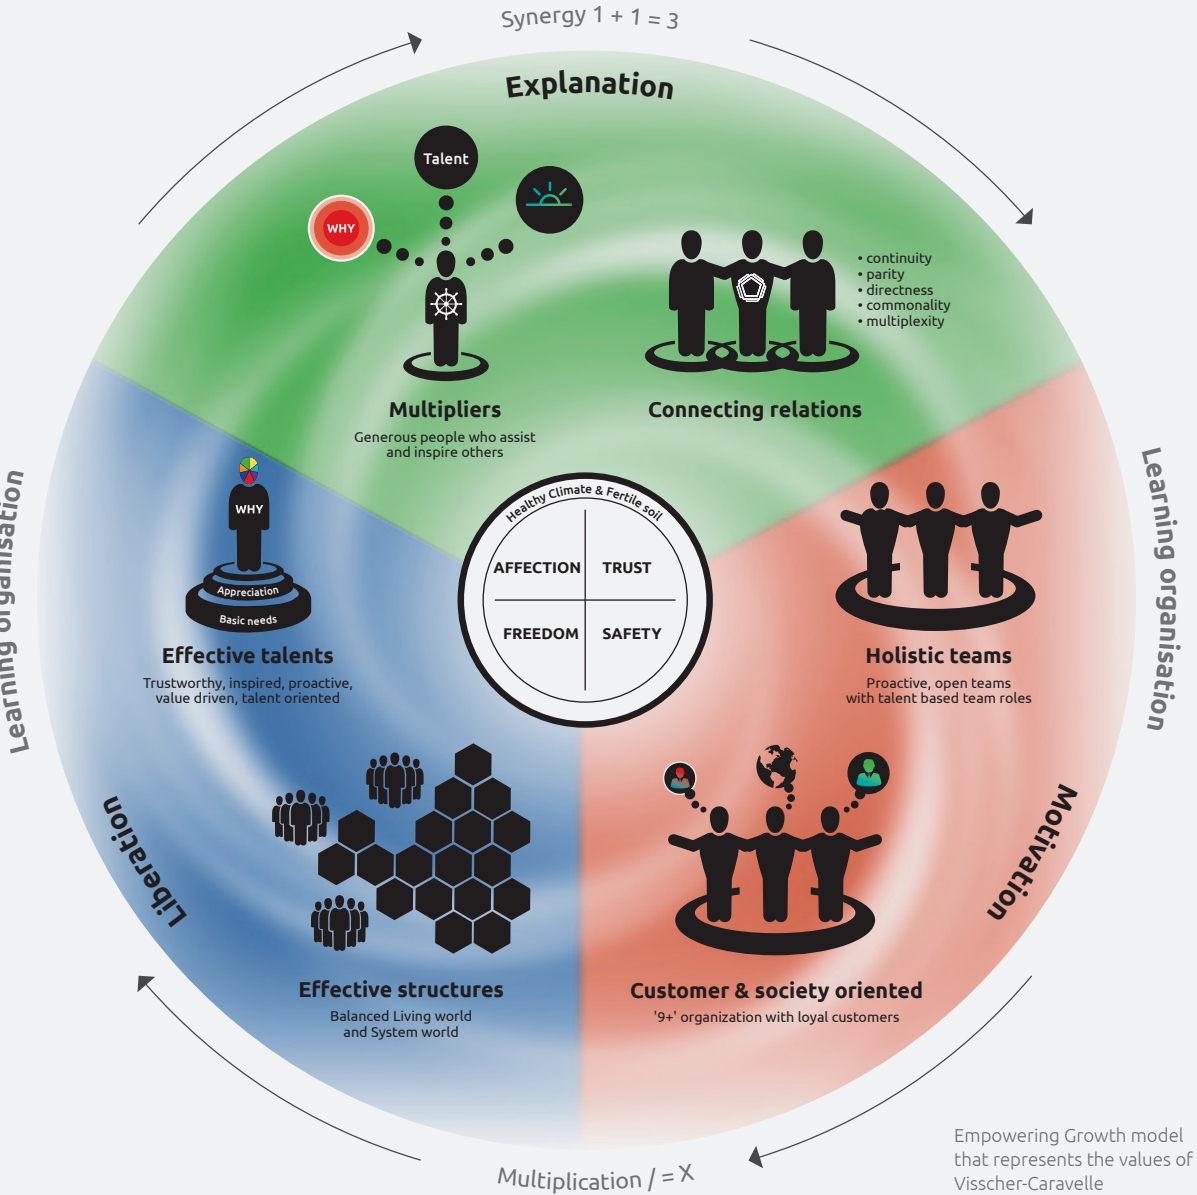 Synergy 1 + 1 = 3
Explanation
Talent
WHY
• continuity
• parity
• directness
• commonality
• multiplexity
Multipliers
Generous people who assist
and inspire others
Connecting relations
Learning organisation
Learning organisation
WHY
Appreciation
Basic needs
Effective talents
Trustworthy, inspired, proactive,
value driven, talent oriented
Healthy Climate & Fertile soil
AFFECTION
TRUST
FREEDOM
SAFETY
Holistic teams
Proactive, open teams
with talent based team roles
Liberation
Motivation
Effective structures
Balanced Living world
and System world
Customer & society oriented
'9+' organization with loyal customers
Multiplication / = X
Empowering Growth model
that represents the values of
Visscher-Caravelle